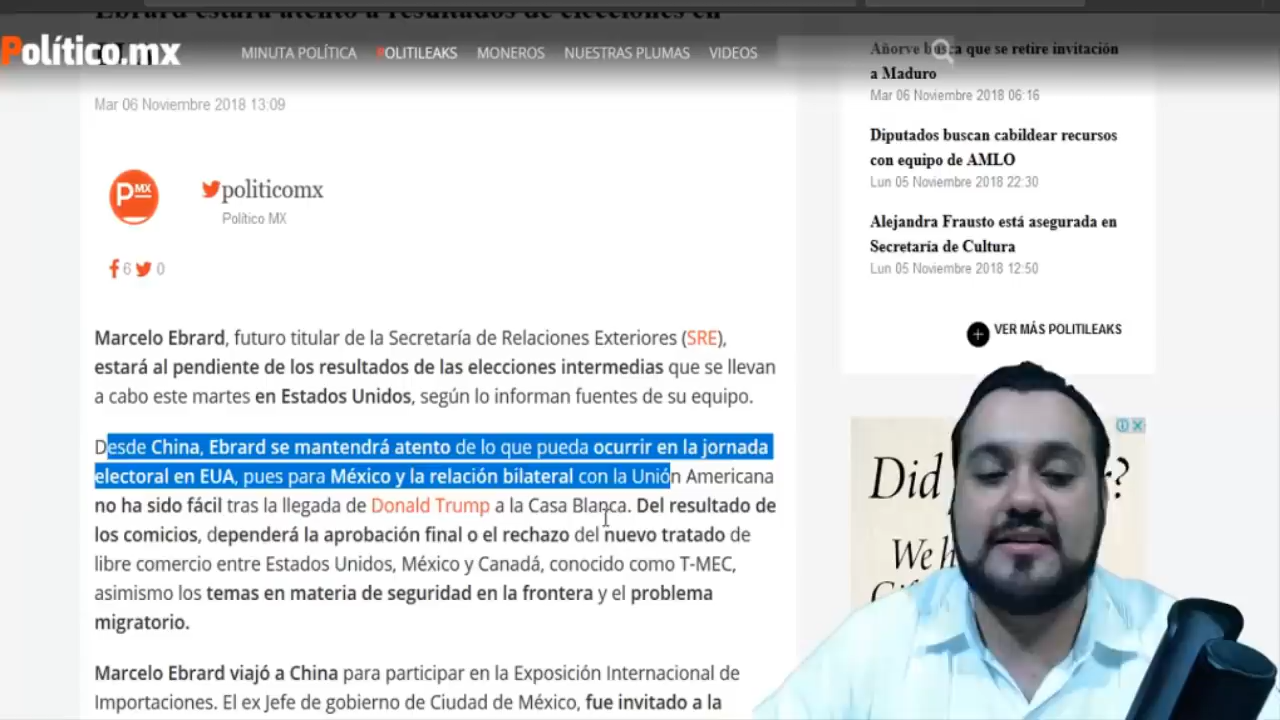 Ebrard estará atento a resultados de elecciones en
Político.mx
MINUTA POLÍTICA POLITILEAKS MONEROS NUESTRAS PLUMAS VIDEOS
Mar 06 Noviembre 2018 13:09
PMX
politicomx
Político MX
6 0
Marcelo Ebrard, futuro titular de la Secretaría de Relaciones Exteriores (SRE),
estará al pendiente de los resultados de las elecciones intermedias que se llevan
a cabo este martes en Estados Unidos, según lo informan fuentes de su equipo.
Desde China, Ebrard se mantendrá atento de lo que pueda ocurrir en la jornada
electoral en EUA, pues para México y la relación bilateral con la Unión Americana
no ha sido fácil tras la llegada de Donald Trump a la Casa Blanca. Del resultado de
los comicios, dependerá la aprobación final o el rechazo del nuevo tratado de
libre comercio entre Estados Unidos, México y Canadá, conocido como T-MEC,
asimismo los temas en materia de seguridad en la frontera y el problema
migratorio.
Marcelo Ebrard viajó a China para participar en la Exposición Internacional de
Importaciones. El ex Jefe de gobierno de Ciudad de México, fue invitado a la
Añorve busca que se retire invitación
a Maduro
Mar 06 Noviembre 2018 06:16
Diputados buscan cabildear recursos
con equipo de AMLO
Lun 05 Noviembre 2018 22:30
Alejandra Frausto está asegurada en
Secretaría de Cultura
Lun 05 Noviembre 2018 12:50
VER MÁS POLITILEAKS
Did ?
We